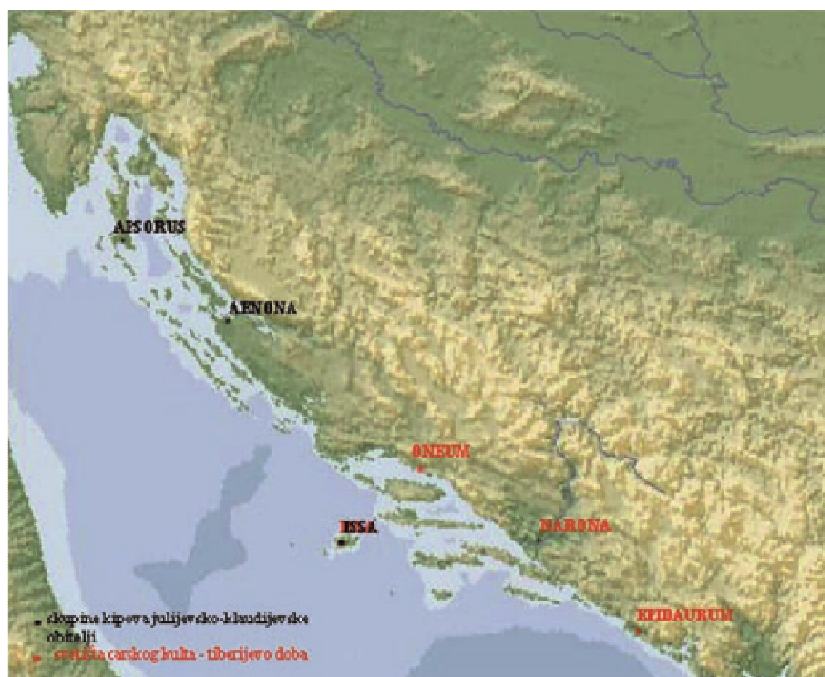 APSORUS
AENONA
ONEUM
ISSA
NARONA
EPIDAURUM
skupine kipova julijevsko-klaudijevske
obitelji
svetišta carskog kulta - tiberijevo doba